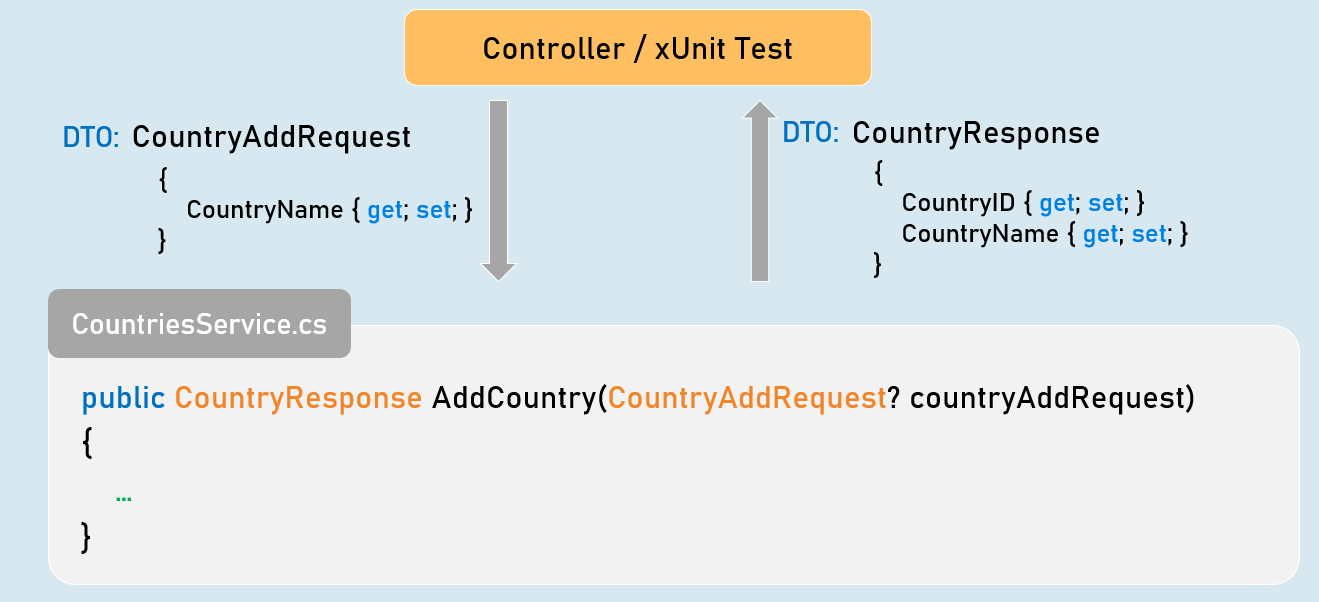 Controller / xUnit Test
DTO: CountryAddRequest
{
CountryName { get; set; }
}
DTO: CountryResponse
{
CountryID { get; set; }
CountryName { get; set; }
}
CountriesService.cs
public CountryResponse AddCountry(CountryAddRequest? countryAddRequest)
{
...
}